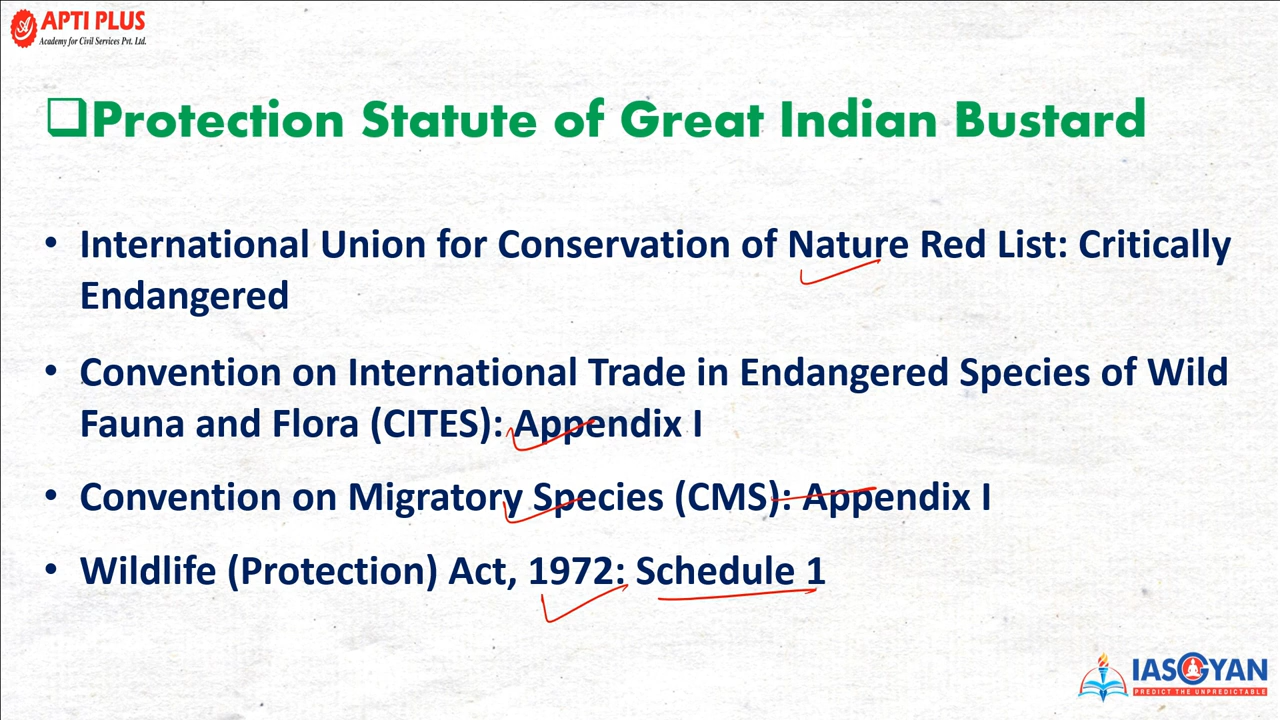 APTI PLUS
Academy for Civil Services Pvt. Ltd.
Protection Statute of Great Indian Bustard
• International Union for Conservation of Nature Red List: Critically
Endangered
• Convention on International Trade in Endangered Species of Wild
Fauna and Flora (CITES): Appendix I
• Convention on Migratory Species (CMS): Appendix I
• Wildlife (Protection) Act, 1972: Schedule 1
IASGYAN
PREDICT THE UNPREDICTABLE